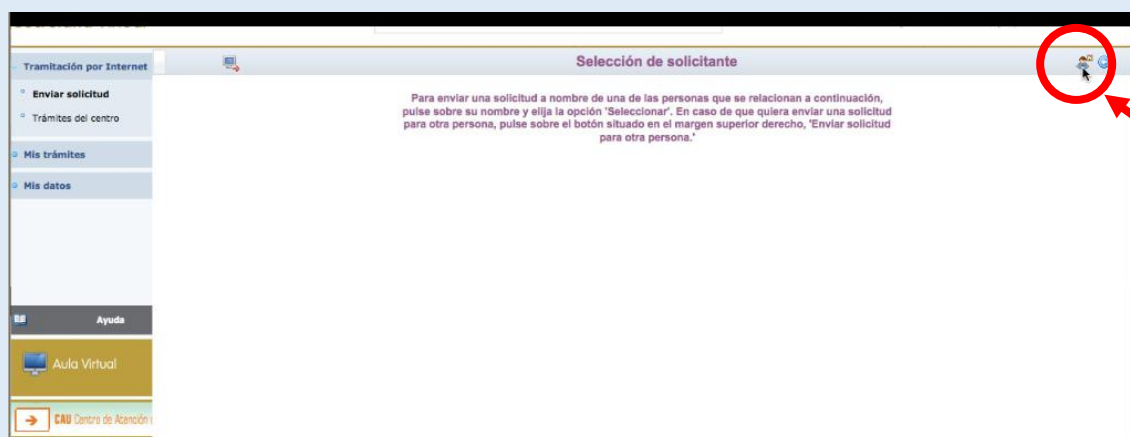 Tramitación por Internet
Selección de solicitante
Enviar solicitud
Trámites del centro
Mis trámites
Mis datos
Para enviar una solicitud a nombre de una de las personas que se relacionan a continuación,
pulse sobre su nombre y elija la opción 'Seleccionar'. En caso de que quiera enviar una solicitud
para otra persona, pulse sobre el botón situado en el margen superior derecho, 'Enviar solicitud
para otra persona.'
Ayuda
Aula Virtual
CAU Centro de Atención